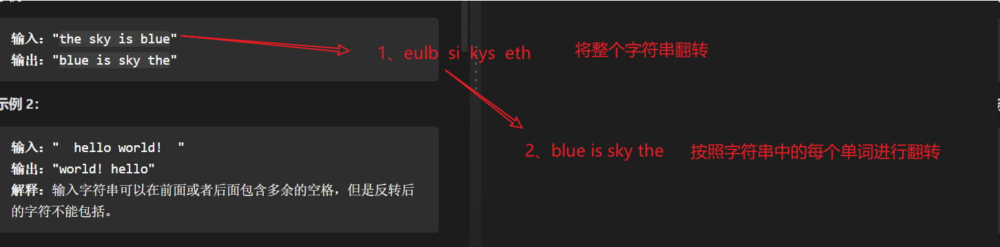 输入："the sky is blue"
输出："blue is sky the"
1、eulb si kys eth
将整个字符串翻转
2、blue is sky the
按照字符串中的每个单词进行翻转
示例 2：
输入："  hello world!  "
输出："world! hello"
解释：输入字符串可以在前面或者后面包含多余的空格，但是反转后
的字符不能包括。